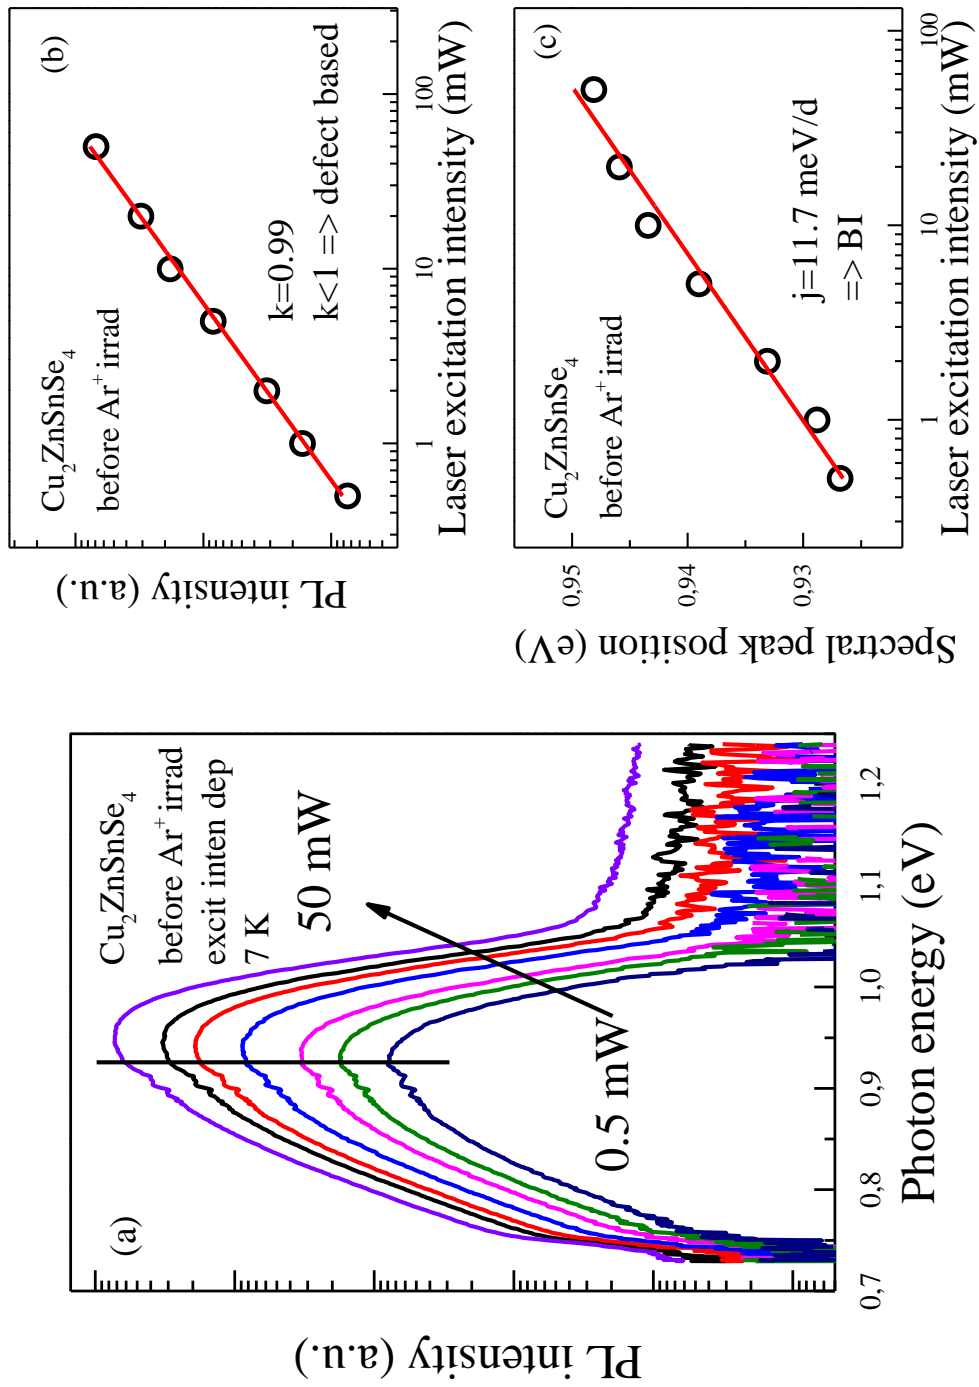 (a)
Cu₂ZnSnSe₄
before Ar⁺ irrad
excit inten dep
7 K
50 mW
0.5 mW
PL intensity (a.u.)
0,7 0,8 0,9 1,0 1,1 1,2
Photon energy (eV)
(b)
Cu₂ZnSnSe₄
before Ar⁺ irrad
k=0.99
k<1 => defect based
PL intensity (a.u.)
1 10 100
Laser excitation intensity (mW)
(c)
Cu₂ZnSnSe₄
before Ar⁺ irrad
j=11.7 meV/d
=> BI
0,95
0,94
0,93
Spectral peak position (eV)
1 10 100
Laser excitation intensity (mW)